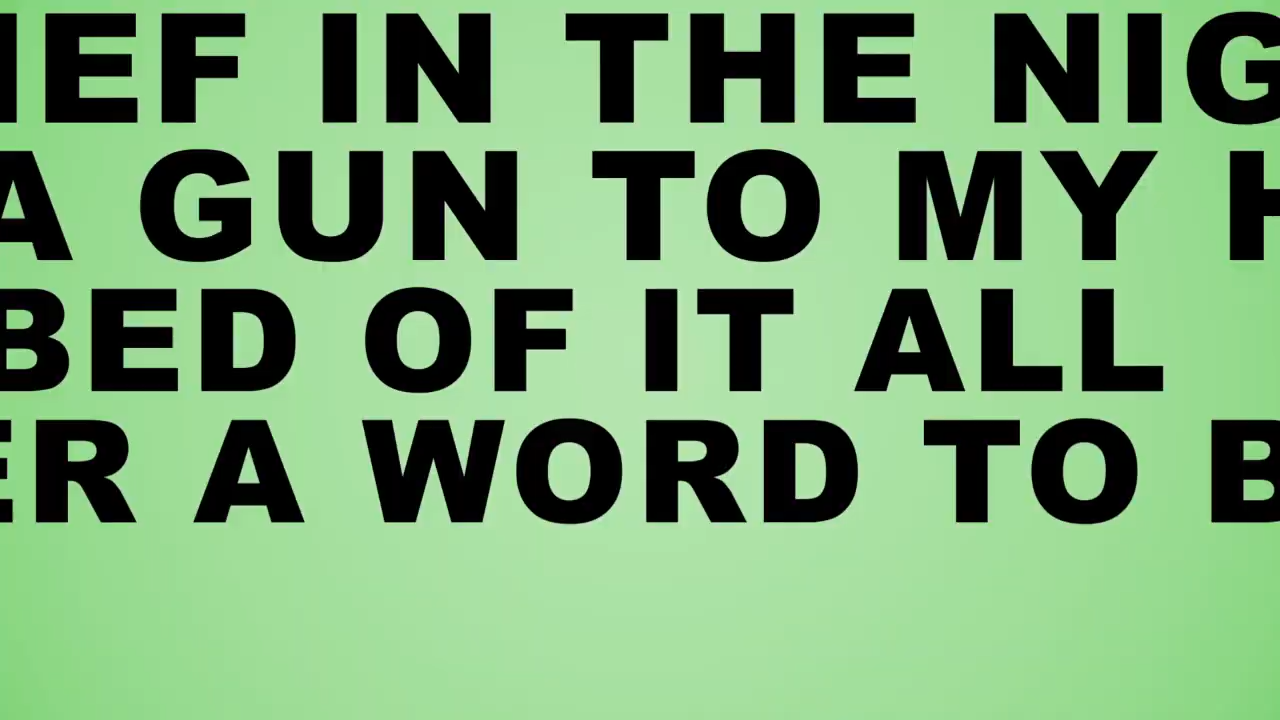 IEF IN THE NIG
A GUN TO MY H
BED OF IT ALL
ER A WORD TO B